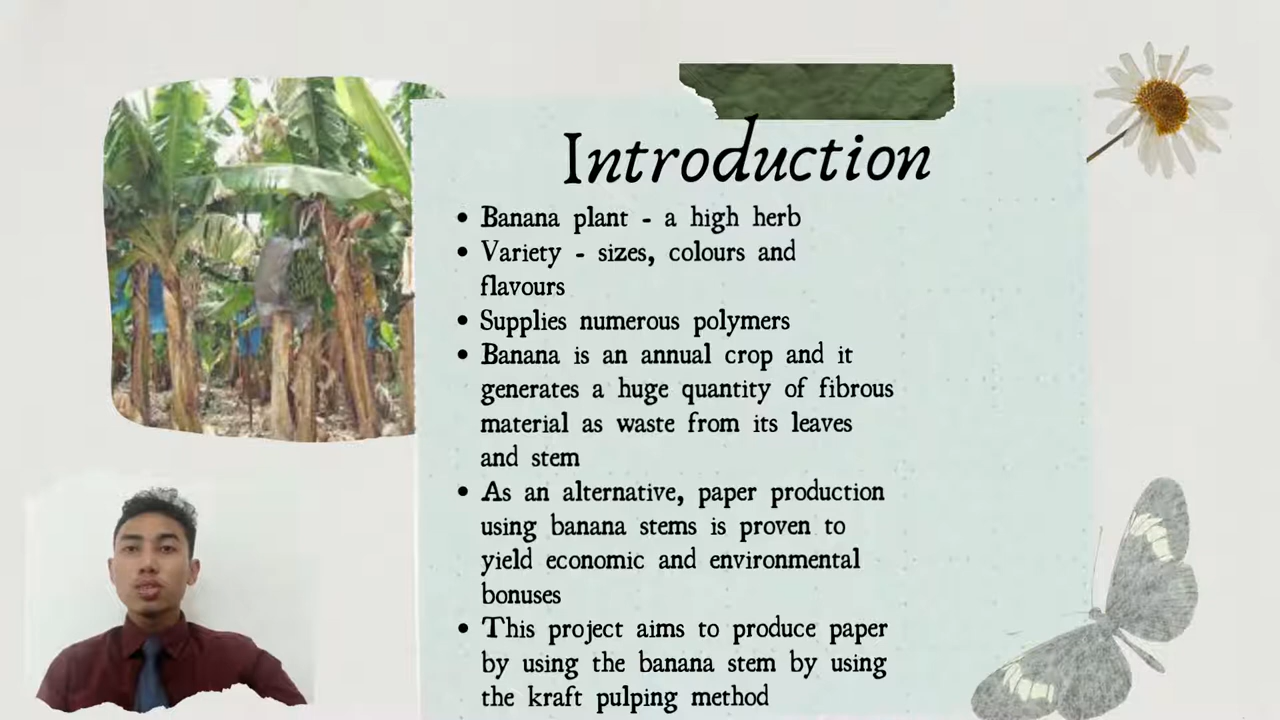 Introduction
• Banana plant - a high herb
• Variety - sizes, colours and
flavours
• Supplies numerous polymers
• Banana is an annual crop and it
generates a huge quantity of fibrous
material as waste from its leaves
and stem
• As an alternative, paper production
using banana stems is proven to
yield economic and environmental
bonuses
• This project aims to produce paper
by using the banana stem by using
the kraft pulping method